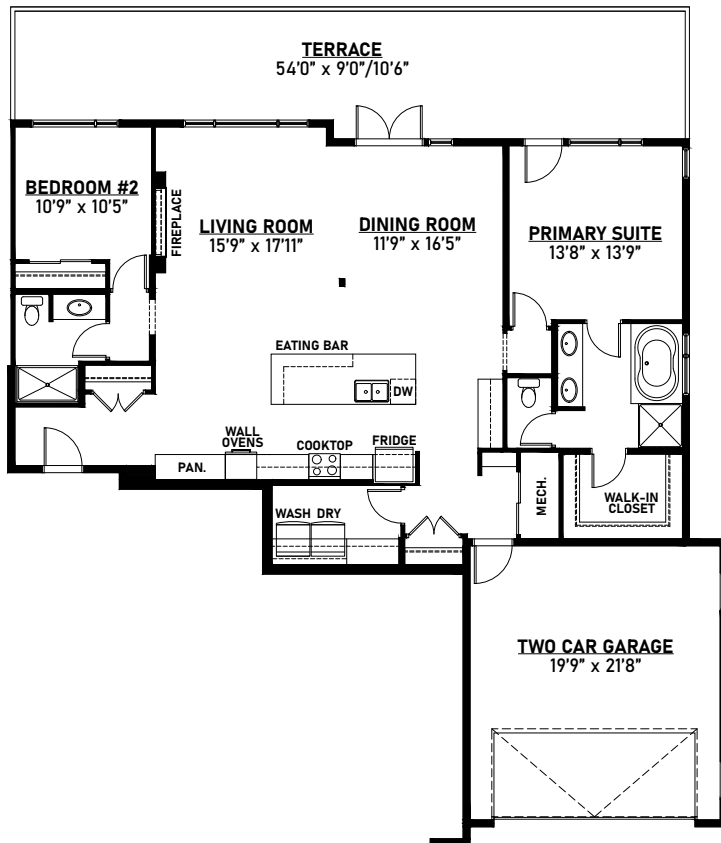 TERRACE
54'0" x 9'0"/10'6"
BEDROOM #2
10'9" x 10'5"
FIREPLACE
LIVING ROOM
15'9" x 17'11"
DINING ROOM
11'9" x 16'5"
PRIMARY SUITE
13'8" x 13'9"
EATING BAR
DW
WALL
OVENS
COOKTOP
FRIDGE
PAN.
WASH DRY
MECH.
WALK-IN
CLOSET
TWO CAR GARAGE
19'9" x 21'8"